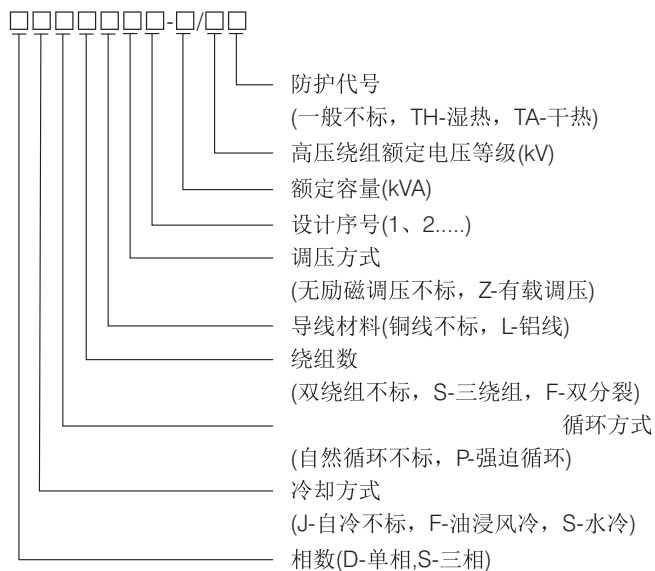 □□□□□□□-□/□□
防护代号
(一般不标，TH-湿热，TA-干热)
高压绕组额定电压等级(kV)
额定容量(kVA)
设计序号(1、2.....)
调压方式
(无励磁调压不标，Z-有载调压)
导线材料(铜线不标，L-铝线)
绕组数
(双绕组不标，S-三绕组，F-双分裂)
循环方式
(自然循环不标，P-强迫循环)
冷却方式
(J-自冷不标，F-油浸风冷，S-水冷)
相数(D-单相,S-三相)